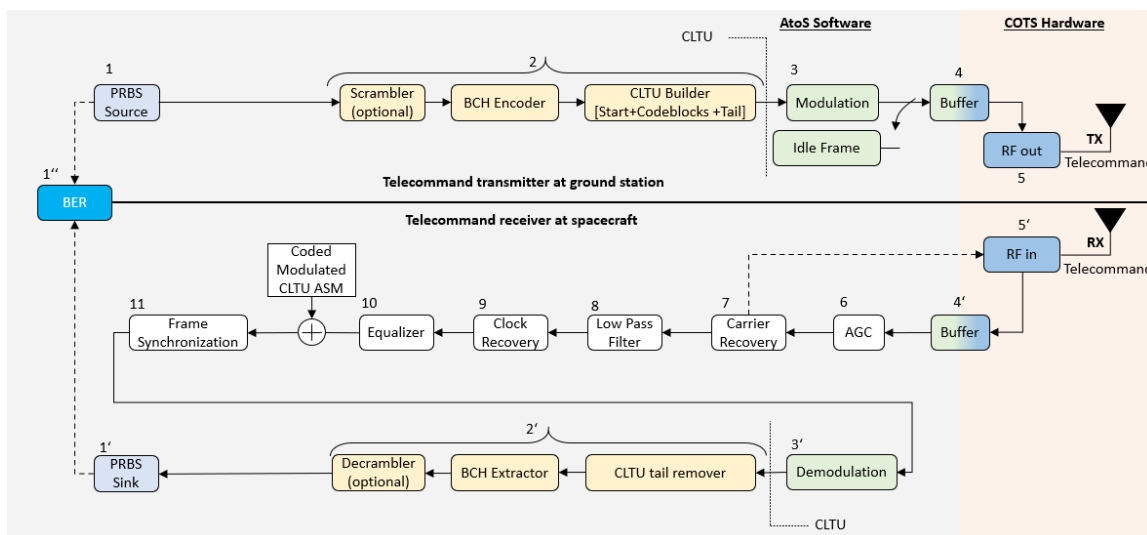 AtoS Software
COTS Hardware
CLTU
1
2
3
4
PRBS
Source
Scrambler
(optional)
BCH Encoder
CLTU Builder
[Start+Codeblocks +Tail]
Modulation
Buffer
Idle Frame
RF out
TX
Telecommand
5
1‘‘
BER
Telecommand transmitter at ground station
Telecommand receiver at spacecraft
5‘
RF in
RX
Telecommand
Coded
Modulated
CLTU ASM
11
10
9
8
7
6
4‘
Frame
Synchronization
Equalizer
Clock
Recovery
Low Pass
Filter
Carrier
Recovery
AGC
Buffer
1‘
2‘
3‘
PRBS
Sink
Decrambler
(optional)
BCH Extractor
CLTU tail remover
Demodulation
CLTU